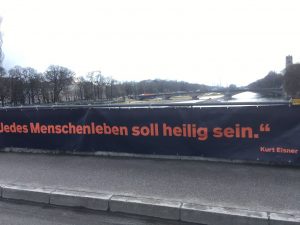 Jedes Menschenleben soll heilig sein.“
Kurt Eisner